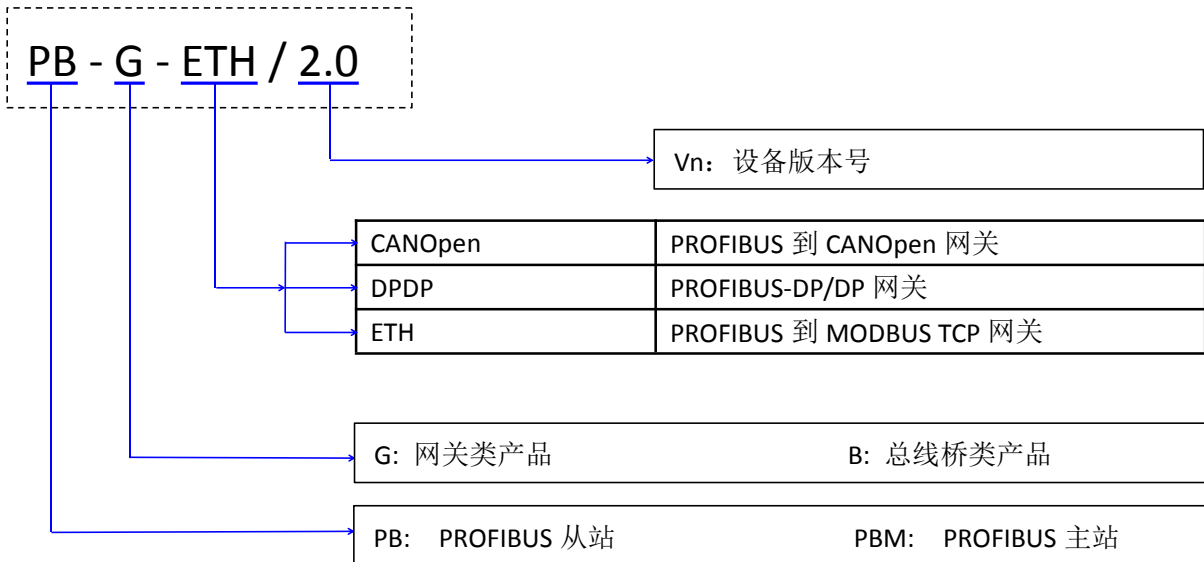 PB - G - ETH / 2.0
Vn：设备版本号
CANOpen PROFIBUS 到 CANOpen 网关
DPDP PROFIBUS-DP/DP 网关
ETH PROFIBUS 到 MODBUS TCP 网关
G: 网关类产品 B: 总线桥类产品
PB: PROFIBUS 从站 PBM: PROFIBUS 主站